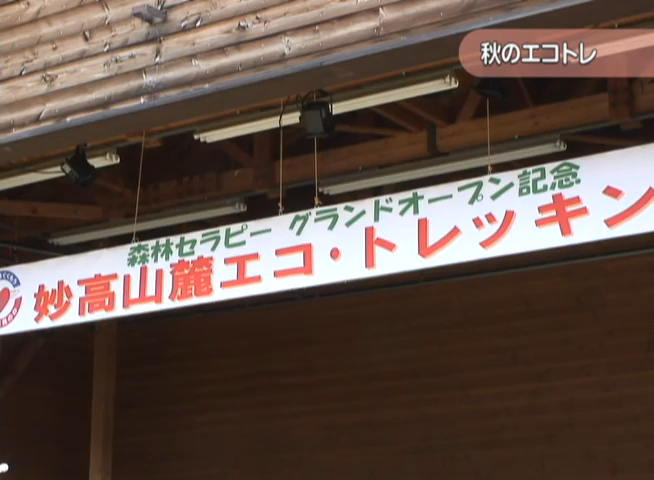 秋のエコトレ
森林セラピー グランドオープン記念
妙高山麓エコ・トレッキン